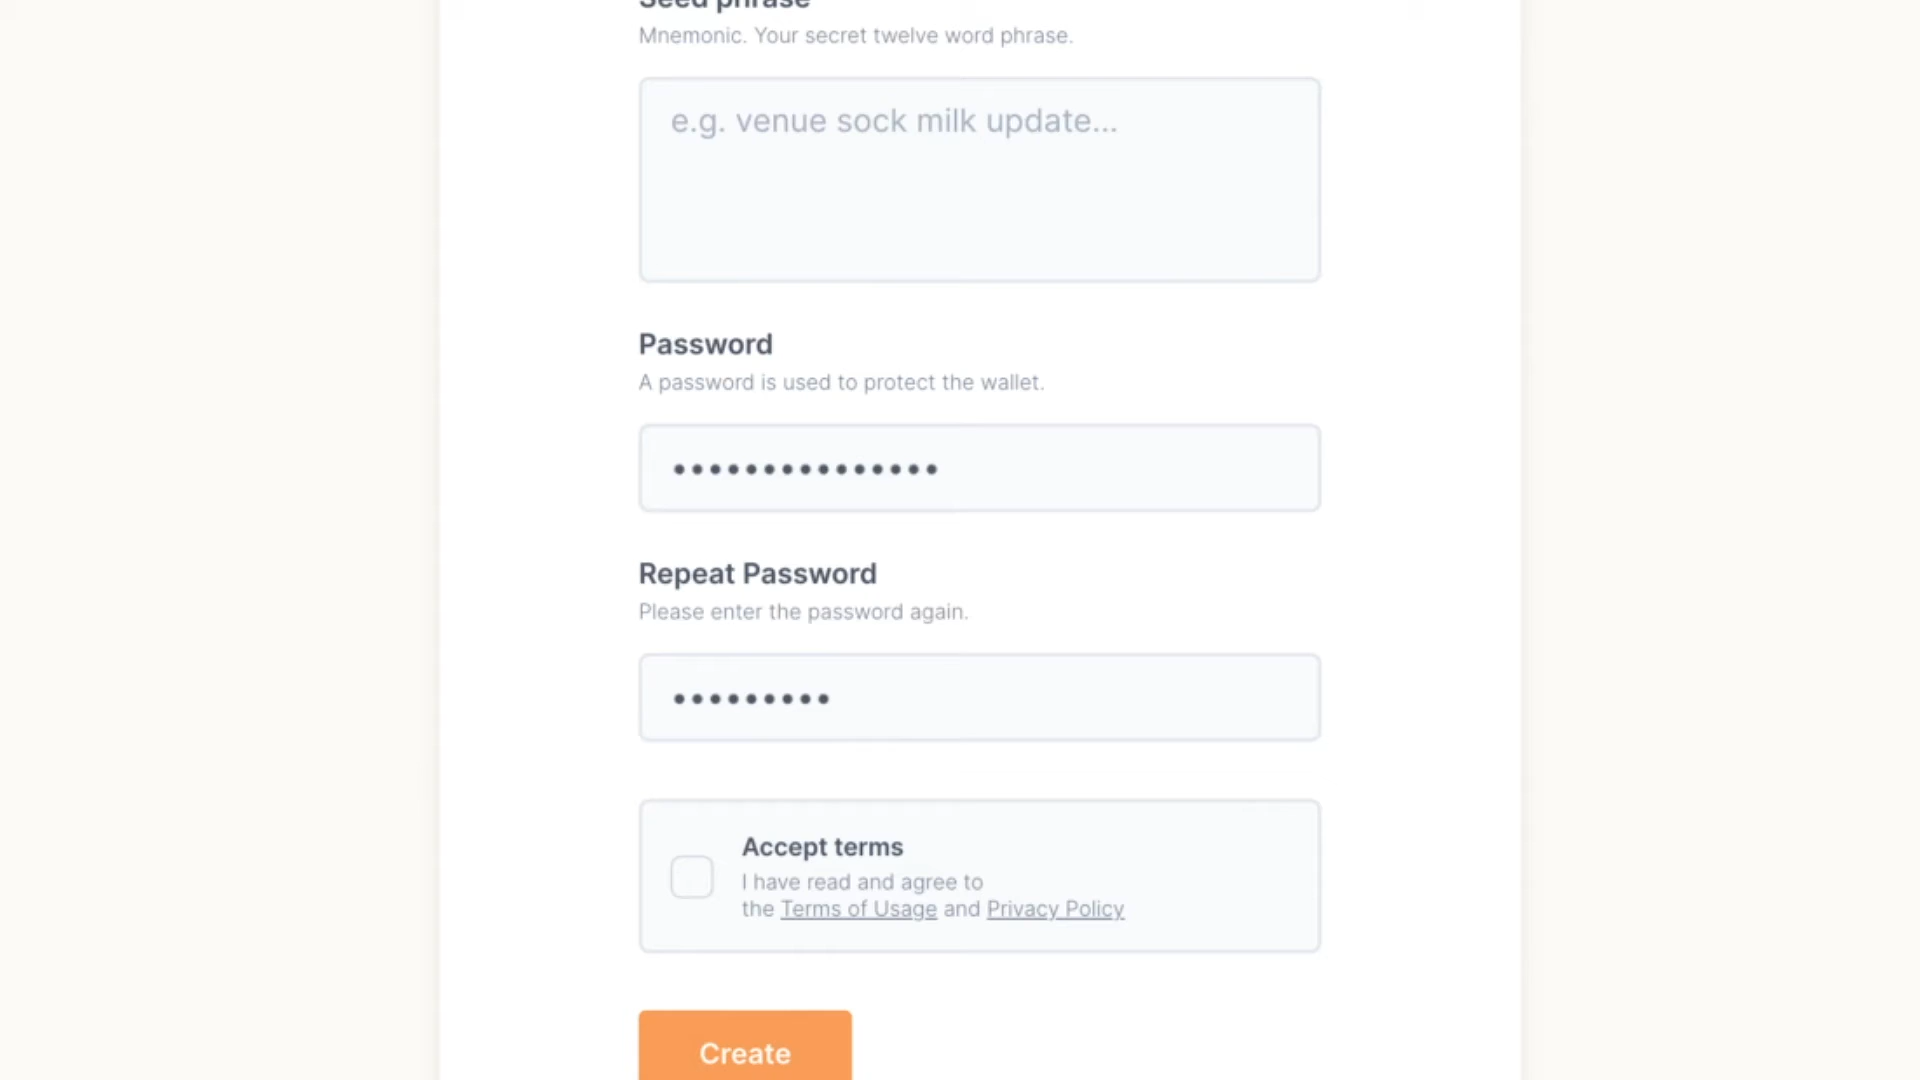 Seed phrase
Mnemonic. Your secret twelve word phrase.
e.g. venue sock milk update...
Password
A password is used to protect the wallet.
•••••••••••••••
Repeat Password
Please enter the password again.
•••••••••
Accept terms
I have read and agree to
the Terms of Usage and Privacy Policy
Create